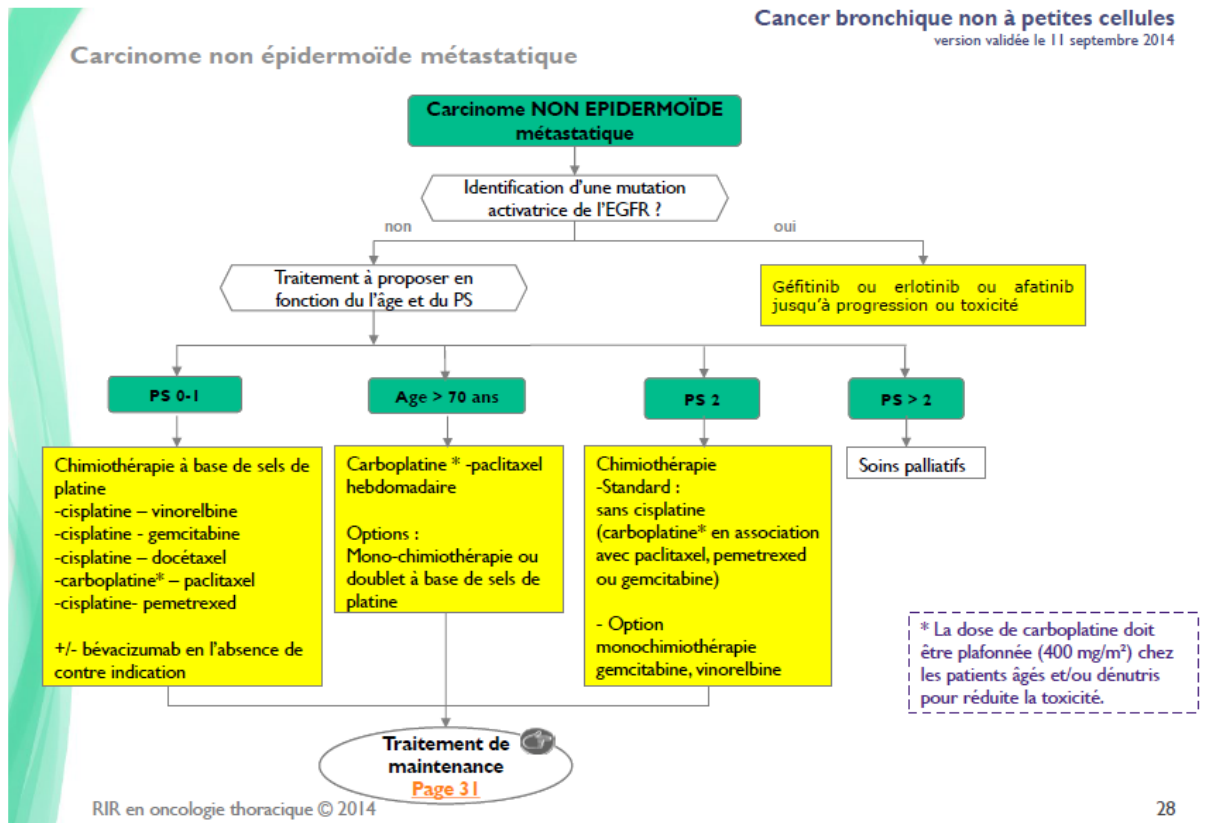 Cancer bronchique non à petites cellules
version validée le 11 septembre 2014
Carcinome non épidermoïde métastatique
Carcinome NON EPIDERMOÏDE
métastatique
Identification d'une mutation
activatrice de l'EGFR ?
non
oui
Traitement à proposer en
fonction du l'âge et du PS
Géfitinib ou erlotinib ou afatinib
jusqu'à progression ou toxicité
PS 0-1
Age > 70 ans
PS 2
PS > 2
Chimiothérapie à base de sels de
platine
-cisplatine – vinorelbine
-cisplatine - gemcitabine
-cisplatine – docétaxel
-carboplatine* – paclitaxel
-cisplatine- pemetrexed
+/- bévacizumab en l'absence de
contre indication
Carboplatine * -paclitaxel
hebdomadaire
Options :
Mono-chimiothérapie ou
doublet à base de sels de
platine
Chimiothérapie
-Standard :
sans cisplatine
(carboplatine* en association
avec paclitaxel, pemetrexed
ou gemcitabine)
- Option
monochimiothérapie
gemcitabine, vinorelbine
Soins palliatifs
* La dose de carboplatine doit
être plafonnée (400 mg/m²) chez
les patients âgés et/ou dénutris
pour réduite la toxicité.
Traitement de
maintenance
Page 31
RIR en oncologie thoracique © 2014
28